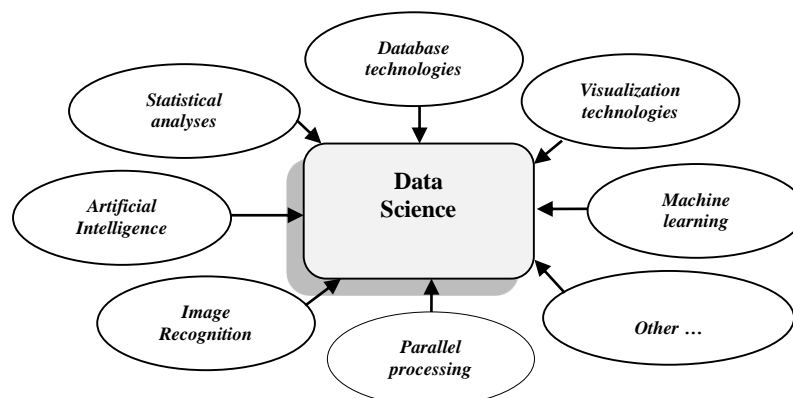 Database
technologies
Statistical
analyses
Visualization
technologies
Data
Science
Artificial
Intelligence
Machine
learning
Image
Recognition
Other …
Parallel
processing